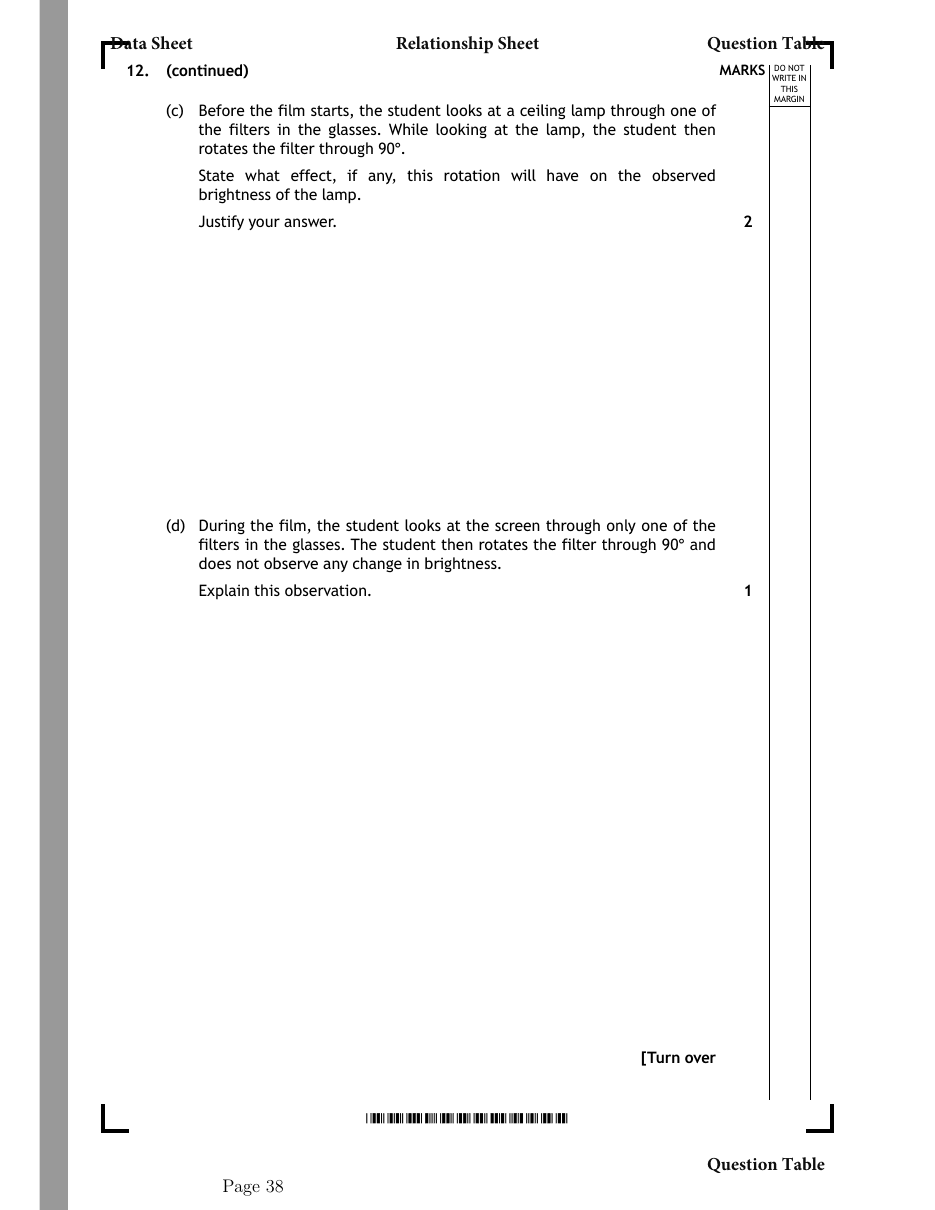 Data Sheet Relationship Sheet Question Table
12. (continued) MARKS
DO NOT
WRITE IN
THIS
MARGIN
(c) Before the film starts, the student looks at a ceiling lamp through one of
the filters in the glasses. While looking at the lamp, the student then
rotates the filter through 90°.
State what effect, if any, this rotation will have on the observed
brightness of the lamp.
Justify your answer. 2
(d) During the film, the student looks at the screen through only one of the
filters in the glasses. The student then rotates the filter through 90° and
does not observe any change in brightness.
Explain this observation. 1
[Turn over
Question Table
Page 38